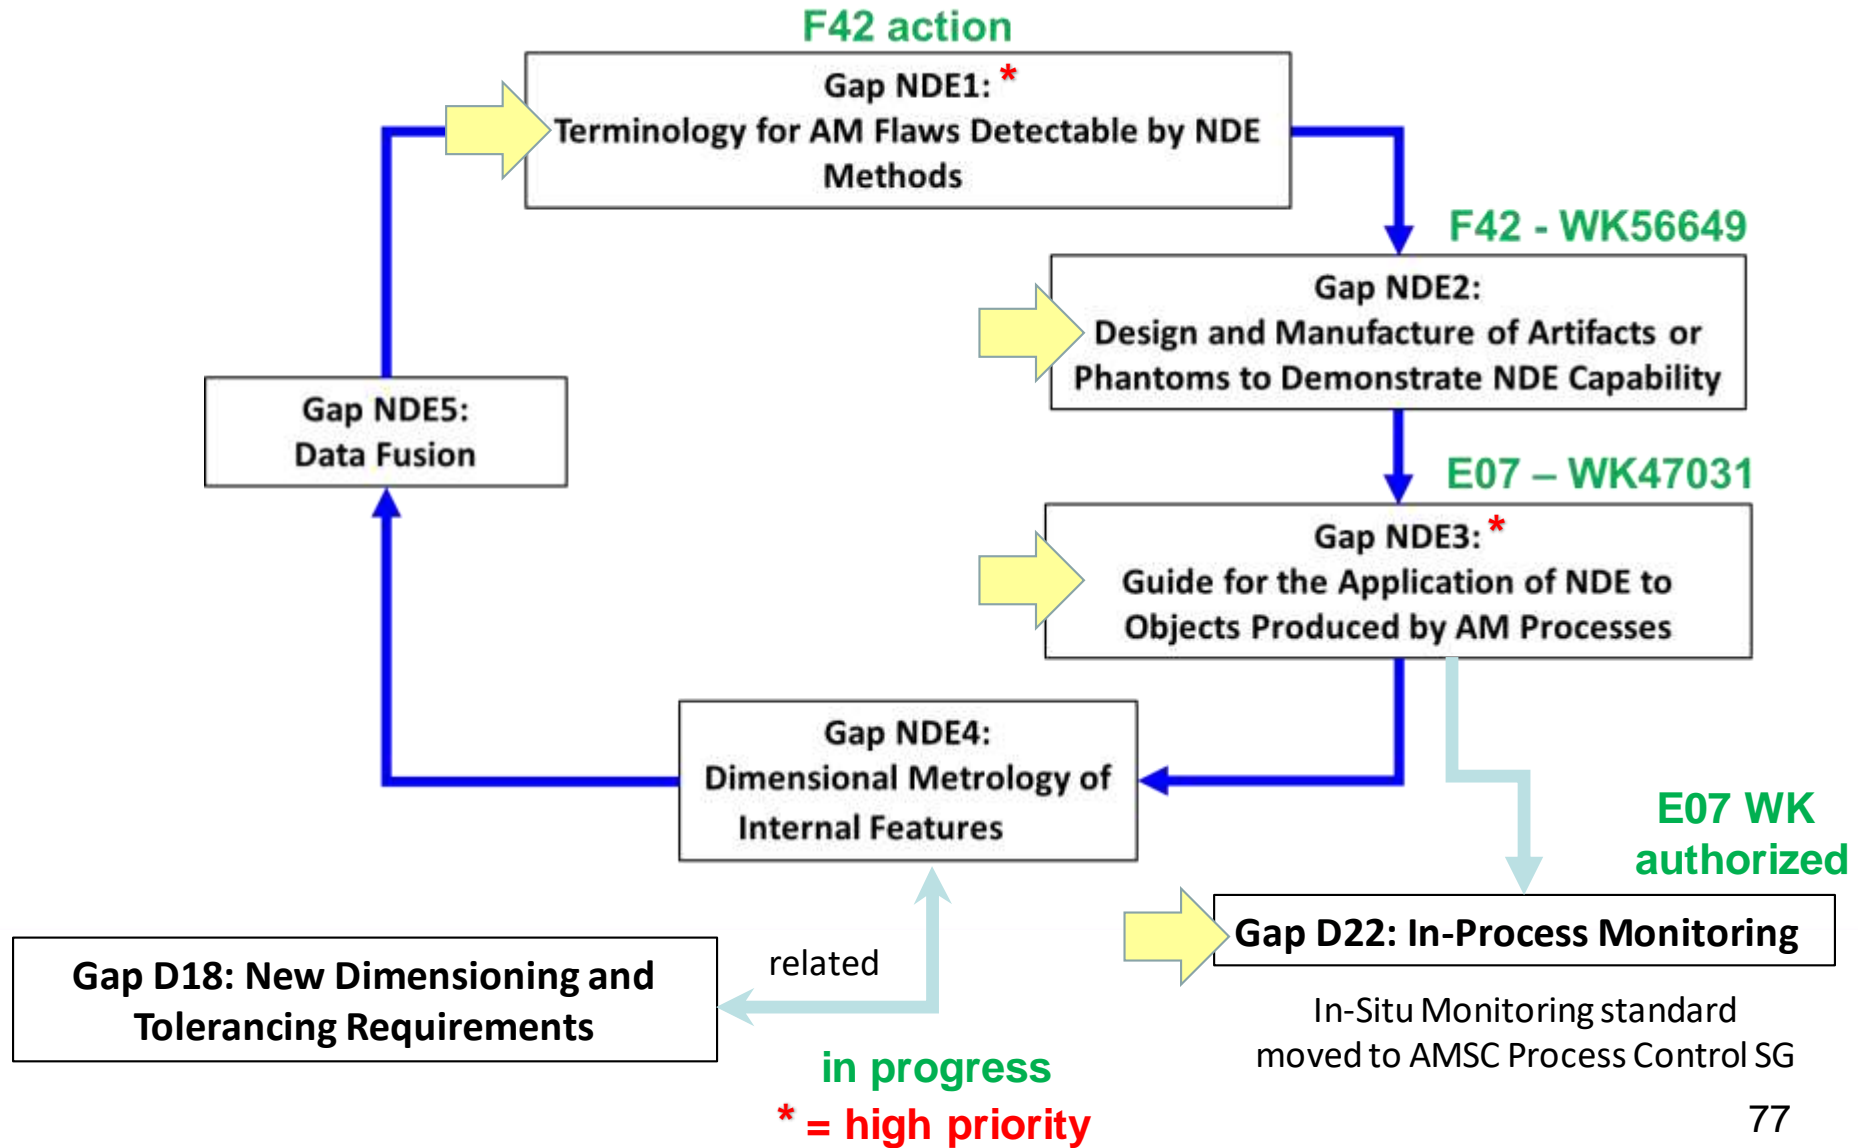 F42 action
Gap NDE1: *
Terminology for AM Flaws Detectable by NDE
Methods
F42 - WK56649
Gap NDE2:
Design and Manufacture of Artifacts or
Phantoms to Demonstrate NDE Capability
Gap NDE5:
Data Fusion
E07 – WK47031
Gap NDE3: *
Guide for the Application of NDE to
Objects Produced by AM Processes
Gap NDE4:
Dimensional Metrology of
Internal Features
E07 WK
authorized
Gap D22: In-Process Monitoring
related
Gap D18: New Dimensioning and
Tolerancing Requirements
In-Situ Monitoring standard
moved to AMSC Process Control SG
in progress
* = high priority
77